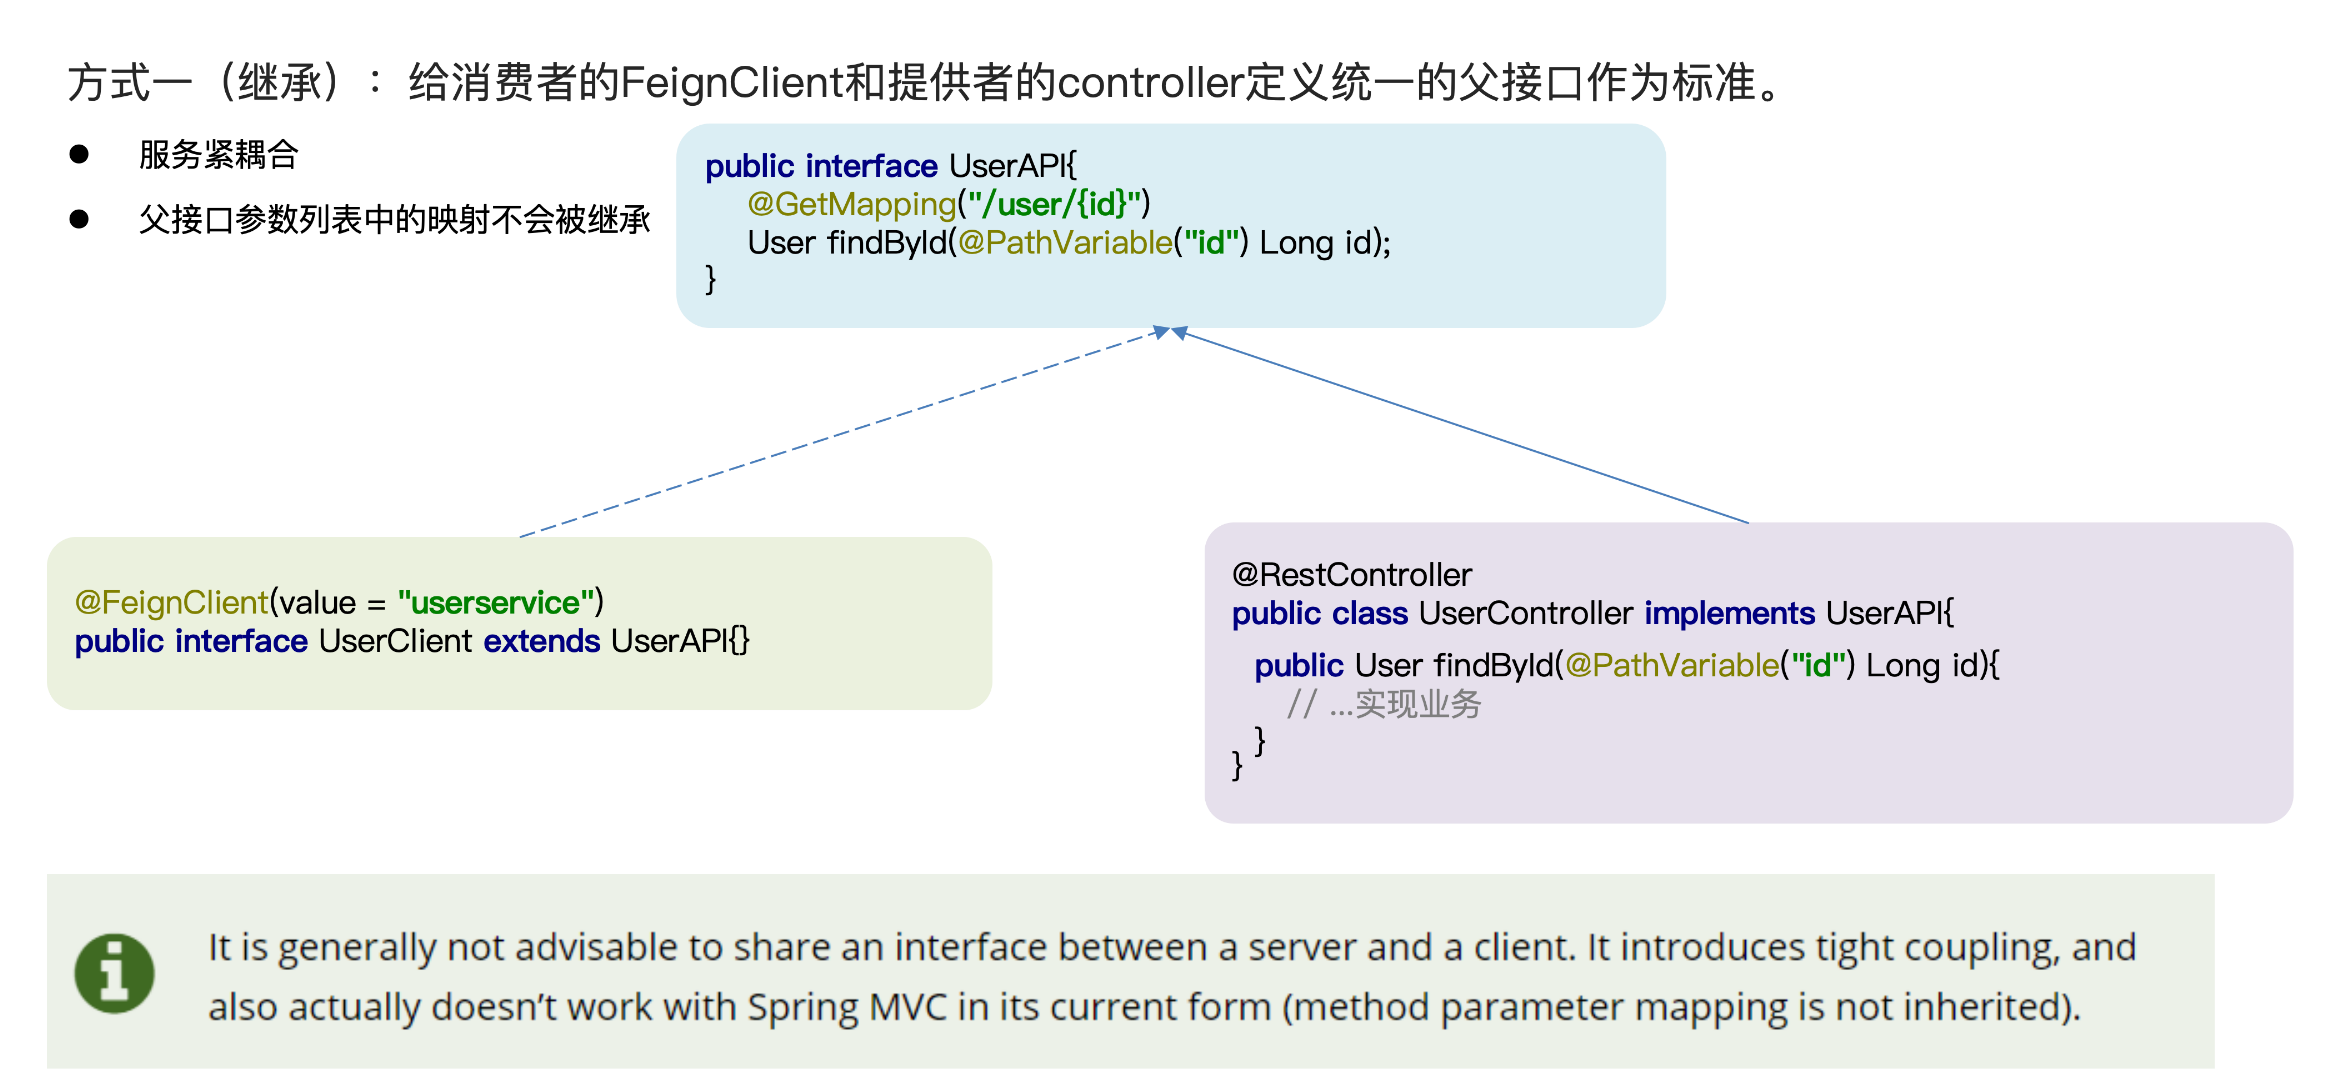 方式一（继承）：给消费者的FeignClient和提供者的controller定义统一的父接口作为标准。
● 服务紧耦合
● 父接口参数列表中的映射不会被继承
public interface UserAPI{
@GetMapping("/user/{id}")
User findById(@PathVariable("id") Long id);
}
@FeignClient(value = "userservice")
public interface UserClient extends UserAPI{}
@RestController
public class UserController implements UserAPI{
public User findById(@PathVariable("id") Long id){
// ...实现业务
}
}
It is generally not advisable to share an interface between a server and a client. It introduces tight coupling, and
also actually doesn’t work with Spring MVC in its current form (method parameter mapping is not inherited).